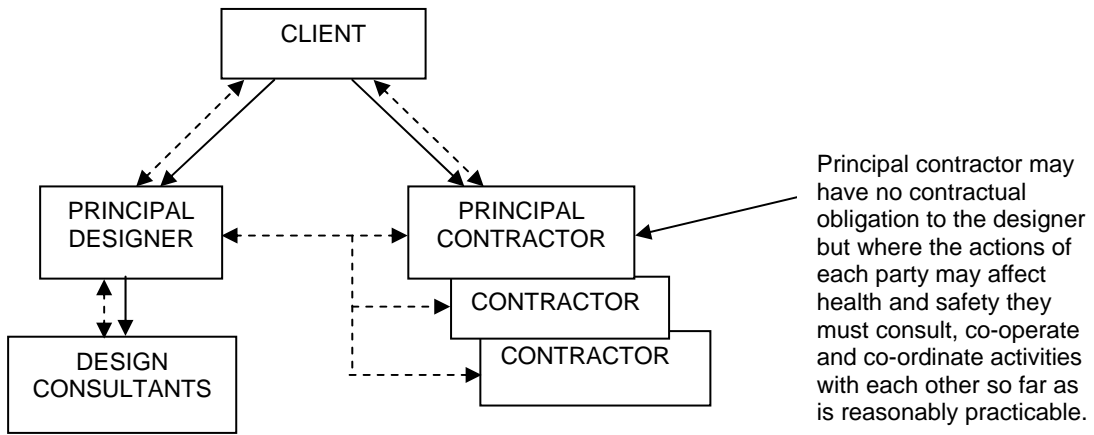 CLIENT
PRINCIPAL
DESIGNER
PRINCIPAL
CONTRACTOR
CONTRACTOR
CONTRACTOR
DESIGN
CONSULTANTS
Principal contractor may
have no contractual
obligation to the designer
but where the actions of
each party may affect
health and safety they
must consult, co-operate
and co-ordinate activities
with each other so far as
is reasonably practicable.